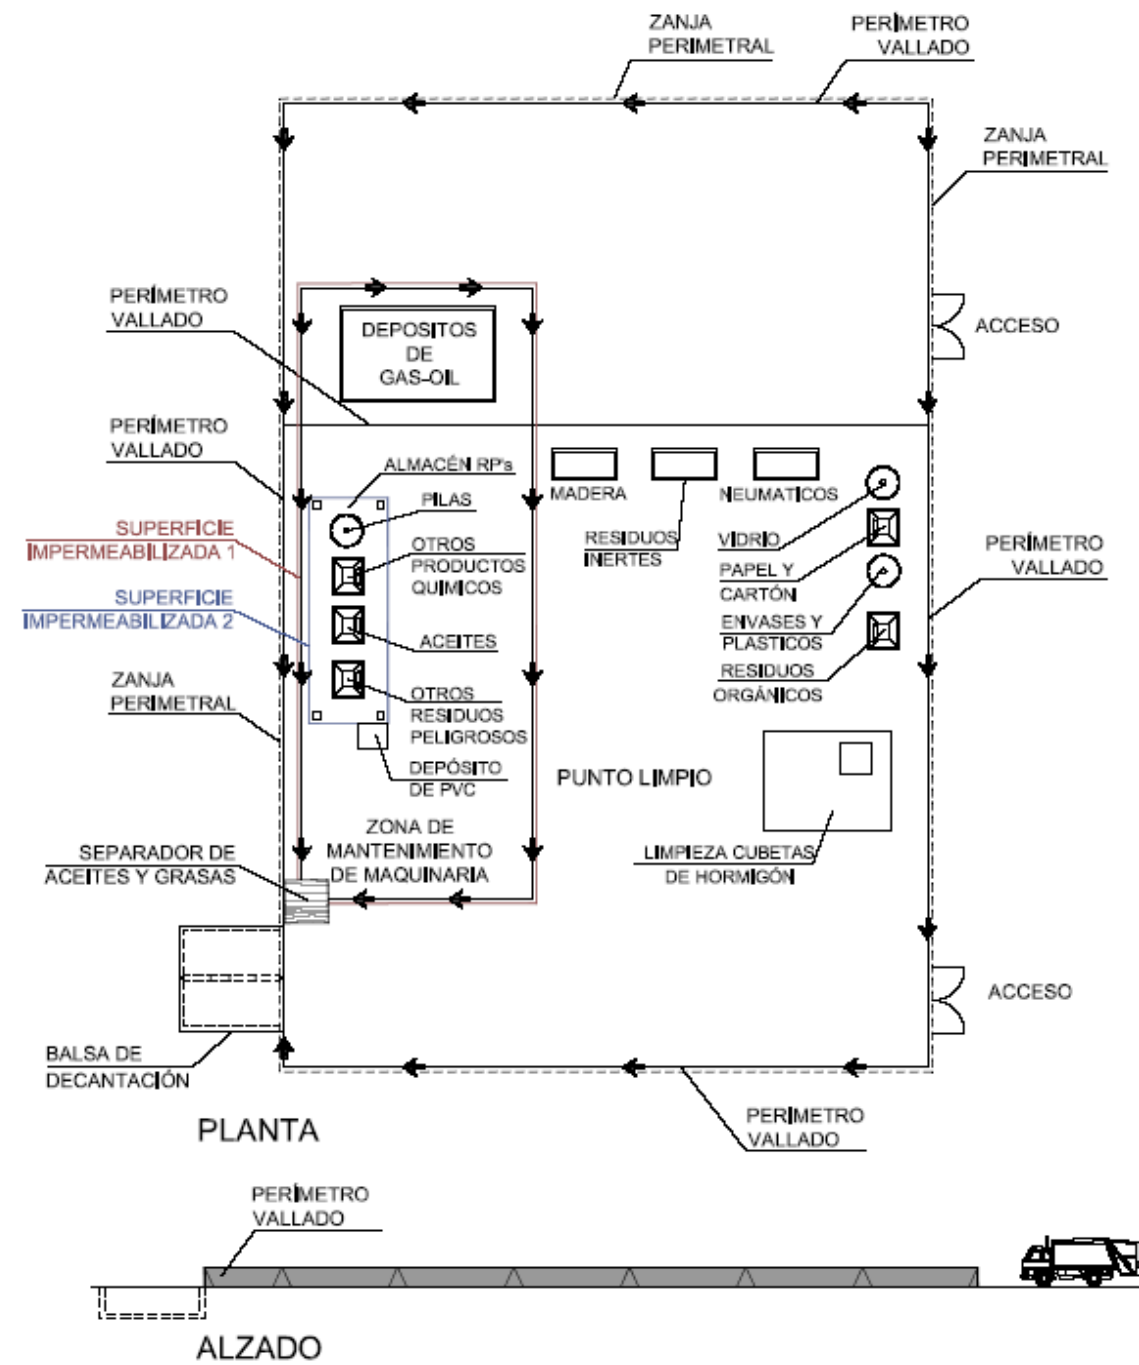 ZANJA
PERIMETRAL
PERÍMETRO
VALLADO
ZANJA
PERIMETRAL
PERÍMETRO
VALLADO
DEPOSITOS
DE
GAS-OIL
ACCESO
PERÍMETRO
VALLADO
ALMACÉN RP's
PILAS
MADERA
NEUMATICOS
SUPERFICIE
IMPERMEABILIZADA 1
OTROS
PRODUCTOS
QUIMICOS
RESIDUOS
INERTES
VIDRIO
PAPEL Y
CARTÓN
PERÍMETRO
VALLADO
SUPERFICIE
IMPERMEABILIZADA 2
ACEITES
ENVASES Y
PLASTICOS
ZANJA
PERIMETRAL
OTROS
RESIDUOS
PELIGROSOS
RESIDUOS
ORGÁNICOS
DEPÓSITO
DE PVC
PUNTO LIMPIO
SEPARADOR DE
ACEITES Y GRASAS
ZONA DE
MANTENIMIENTO
DE MAQUINARIA
LIMPIEZA CUBETAS
DE HORMIGÓN
ACCESO
BALSA DE
DECANTACIÓN
PLANTA
PERÍMETRO
VALLADO
PERÍMETRO
VALLADO
ALZADO